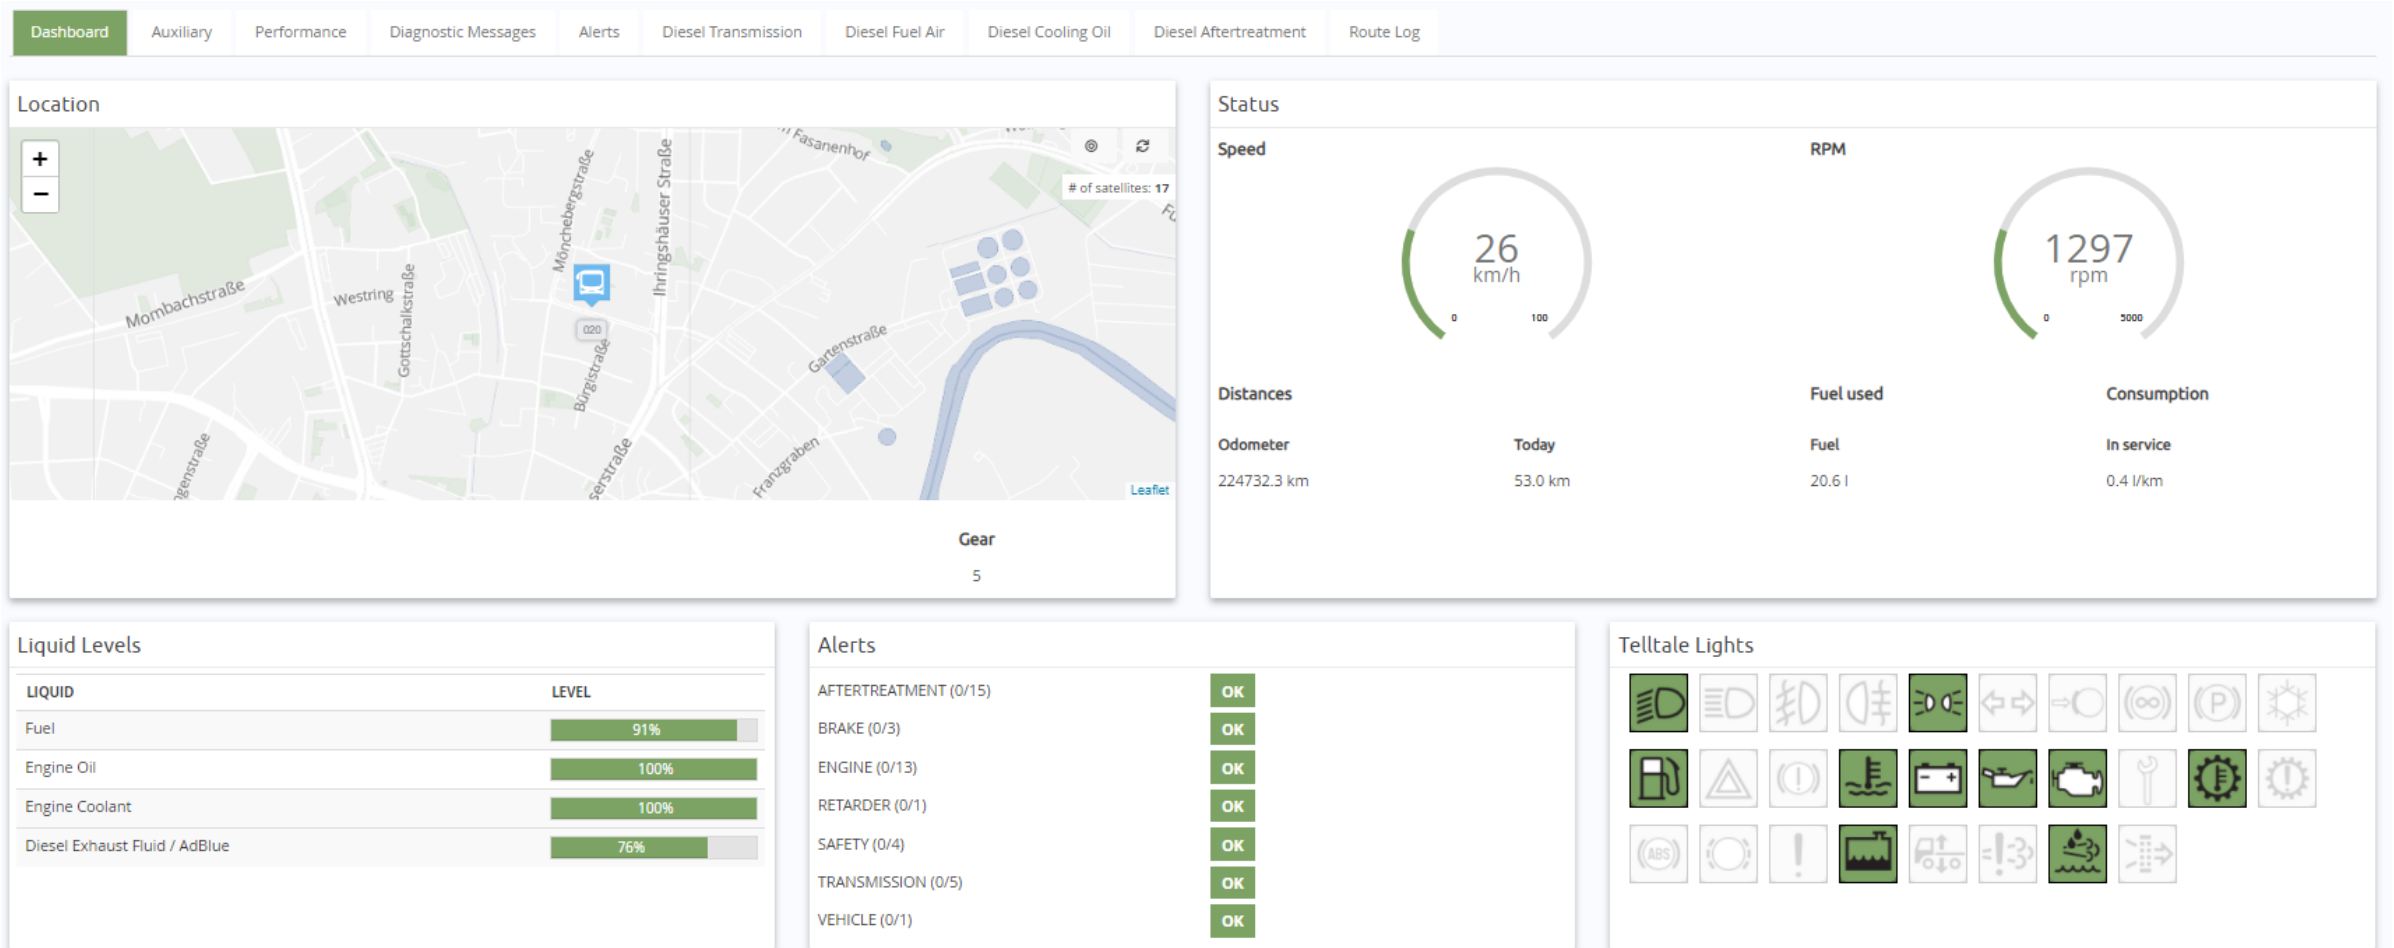 Dashboard Auxiliary Performance Diagnostic Messages Alerts Diesel Transmission Diesel Fuel Air Diesel Cooling Oil Diesel Aftertreatment Route Log
Location
+
−
Fasanenhof
# of satellites: 17
Mönchebergstraße
Ihringshäuser Straße
Mombachstraße
Westring
Gottschalkstraße
020
Bürgistraße
Gartenstraße
Franzgraben
serstraße
genstraße
Leaflet
Gear
5
Status
Speed RPM
26
km/h
0 100
1297
rpm
0 5000
Distances Fuel used Consumption
Odometer Today Fuel In service
224732.3 km 53.0 km 20.6 l 0.4 l/km
Liquid Levels
LIQUID LEVEL
Fuel 91%
Engine Oil 100%
Engine Coolant 100%
Diesel Exhaust Fluid / AdBlue 76%
Alerts
AFTERTREATMENT (0/15) OK
BRAKE (0/3) OK
ENGINE (0/13) OK
RETARDER (0/1) OK
SAFETY (0/4) OK
TRANSMISSION (0/5) OK
VEHICLE (0/1) OK
Telltale Lights
(P)
(ABS)